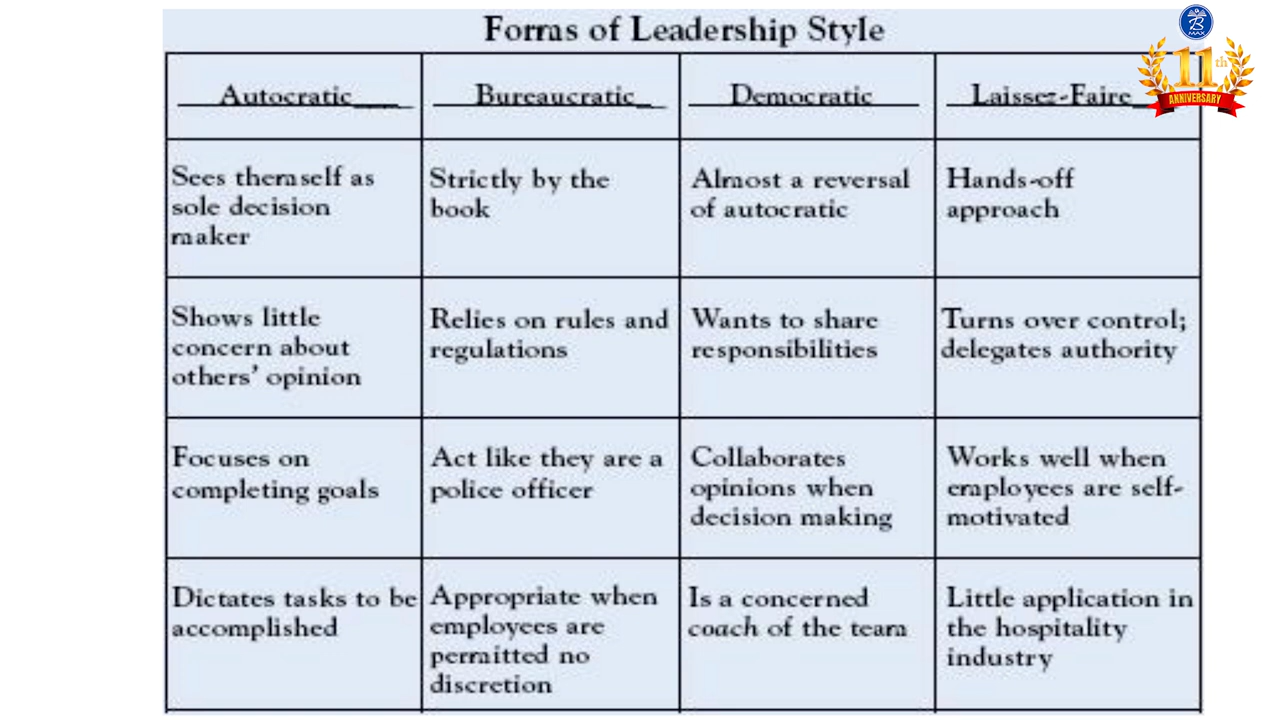 Forms of Leadership Style
B
MAX
11th
ANNIVERSARY
Autocratic
Bureaucratic
Democratic
Laissez-Faire
Sees themself as
sole decision
maker
Strictly by the
book
Almost a reversal
of autocratic
Hands-off
approach
Shows little
concern about
others' opinion
Relies on rules and
regulations
Wants to share
responsibilities
Turns over control;
delegates authority
Focuses on
completing goals
Act like they are a
police officer
Collaborates
opinions when
decision making
Works well when
employees are self-
motivated
Dictates tasks to be
accomplished
Appropriate when
employees are
permitted no
discretion
Is a concerned
coach of the team
Little application in
the hospitality
industry